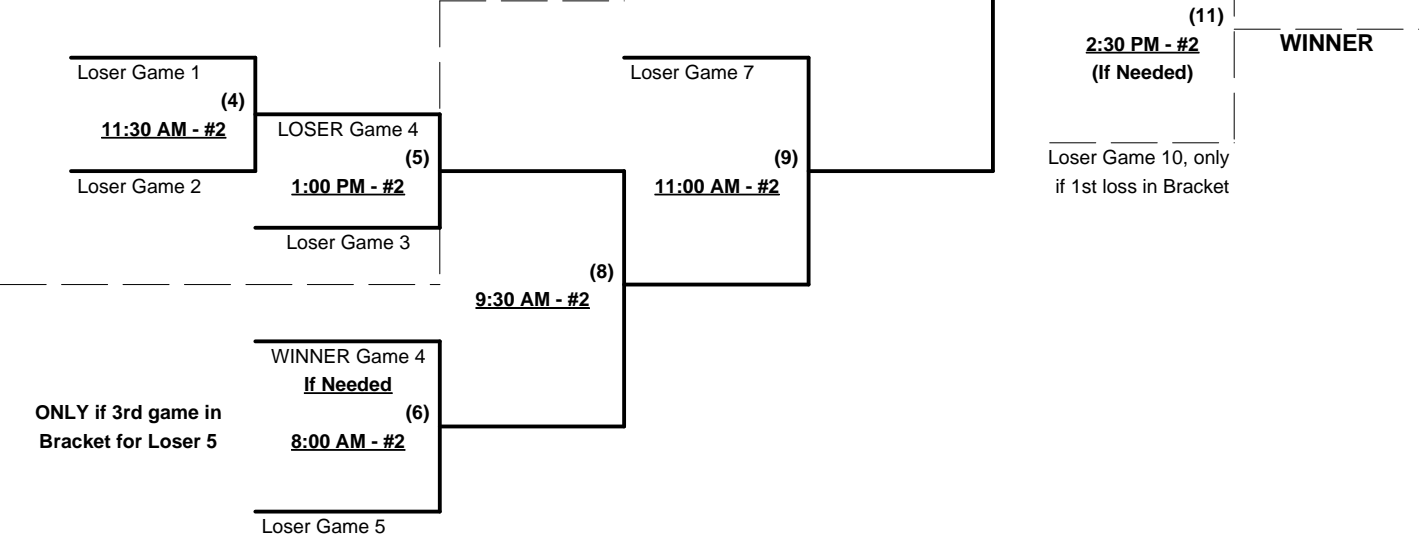 (11)
2:30 PM - #2
WINNER
(If Needed)
Loser Game 1
(4)
11:30 AM - #2
Loser Game 2
LOSER Game 4
(5)
1:00 PM - #2
Loser Game 3
Loser Game 7
(9)
11:00 AM - #2
Loser Game 10, only
if 1st loss in Bracket
(8)
9:30 AM - #2
WINNER Game 4
If Needed
(6)
8:00 AM - #2
ONLY if 3rd game in
Bracket for Loser 5
Loser Game 5